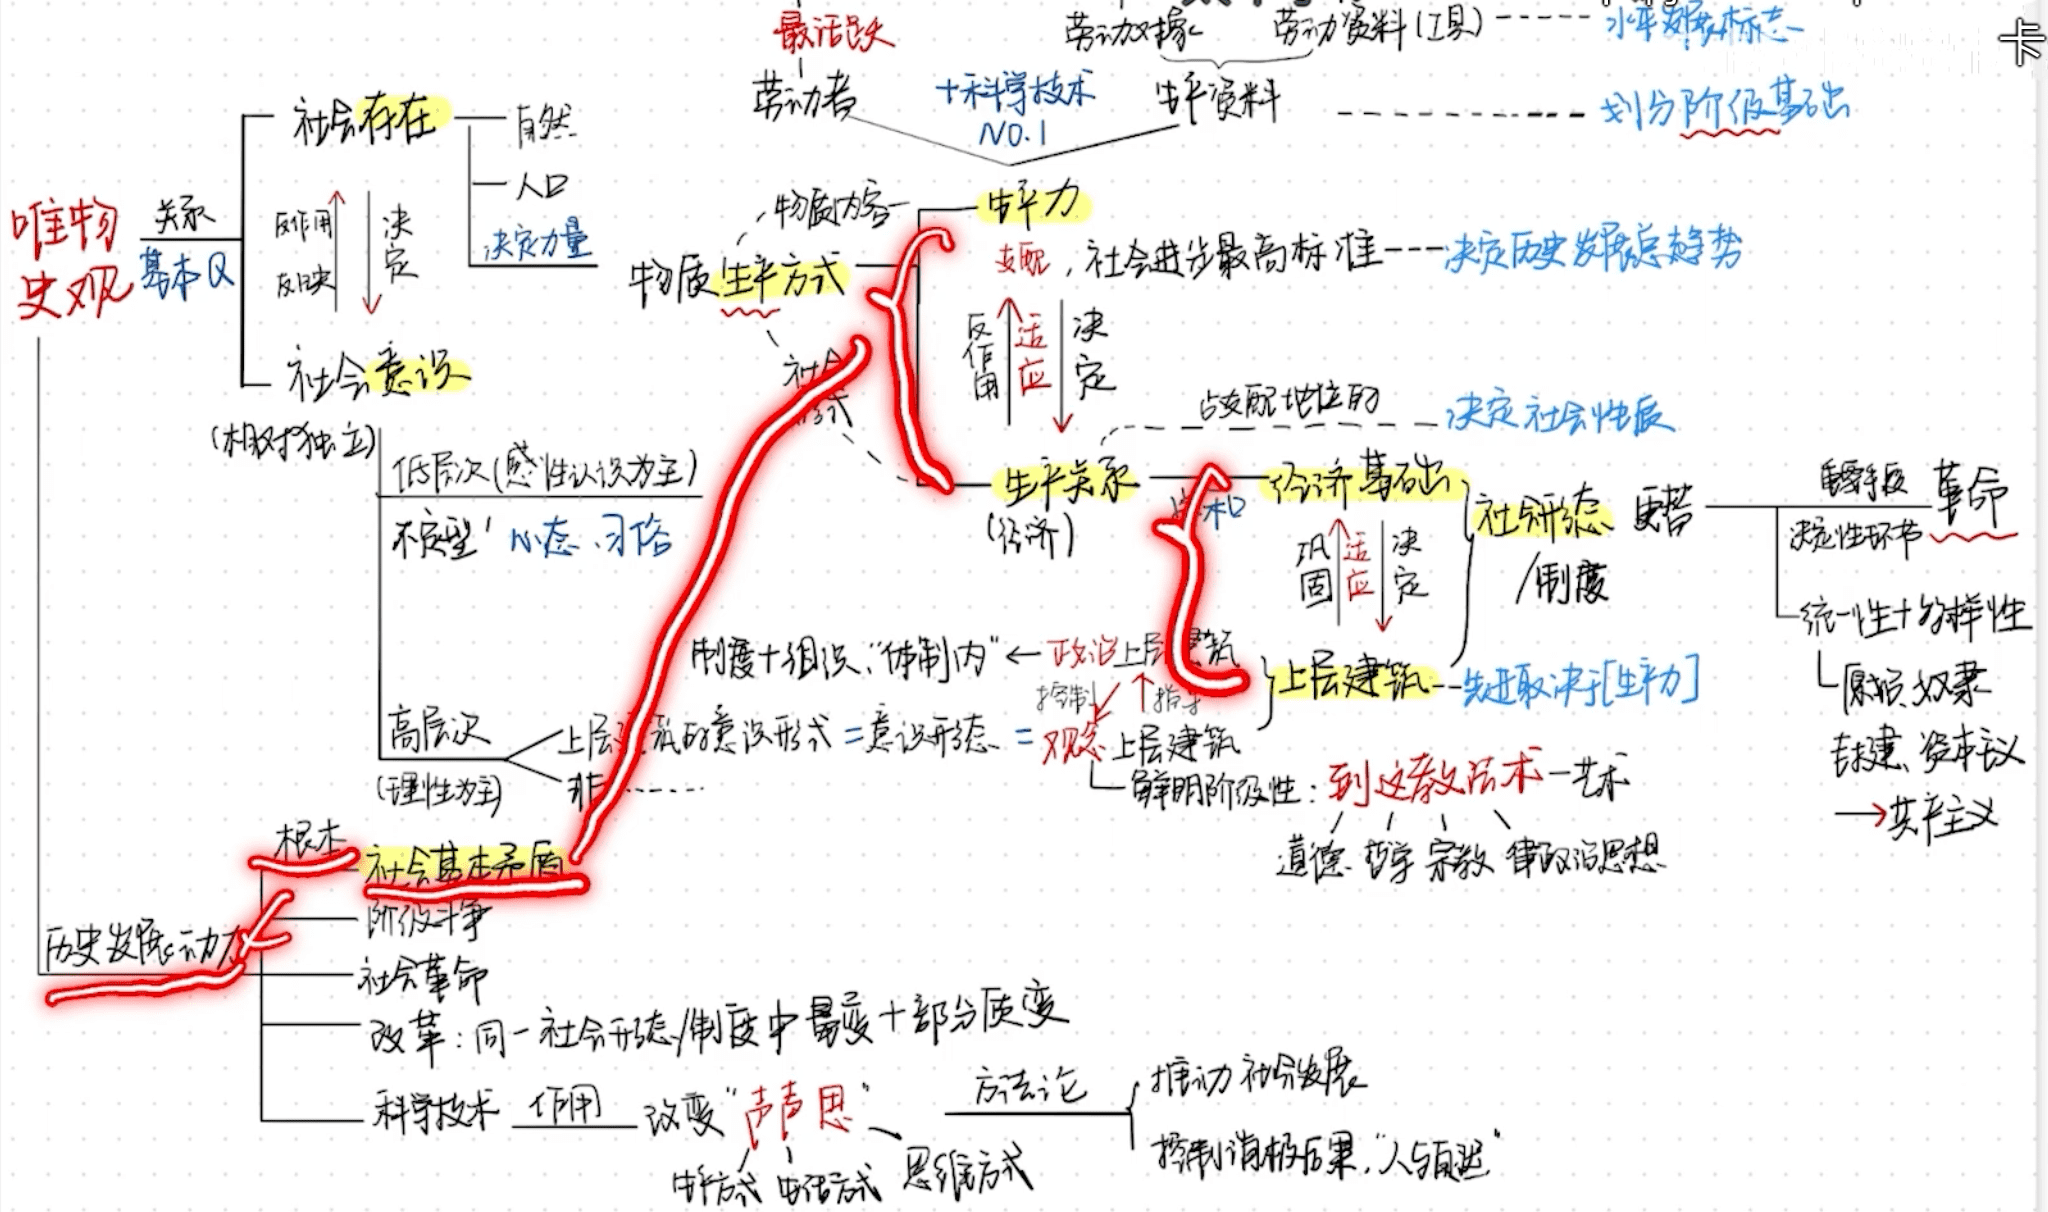 最活跃
劳动对象
劳动资料(工具)
水平发展标志
卡
劳动者
+科学技术
NO.1
生产资料
划分阶级基础
社会存在
自然
人口
决定力量
唯物
史观
关系
基本Q
反作用
反映
决定
物质内容
物质生产方式
生产力
支配,社会进步最高标准
决定历史发展总趋势
社会意识
(相对独立)
社会
形式
反作用
适应
决定
占支配地位的
决定社会性质
低层次(感性认识为主)
不定型'心态、习俗
生产关系
(经济)
总和
经济基础
巩固
适应
决定
社会形态
/制度
更替
重要手段
决定性环节
革命
统一性+多样性
原始、奴隶
封建、资本主义
→共产主义
制度+组织,"体制内"←政治上层建筑
控制
指导
上层建筑
先进取决于[生产力]
高层次
(理性为主)
上层建筑的意识形式=意识形态=观念上层建筑
非
鲜明阶级性:到这教法术—艺术
道德 哲学 宗教 律政治思想
历史发展动力
根本
社会基本矛盾
阶级斗争
社会革命
改革:同一社会形态/制度中量变+部分质变
科学技术
作用
改变"声声思"
生产方式
生活方式
思维方式
方法论
推动社会发展
控制消极后果,"人与自然"